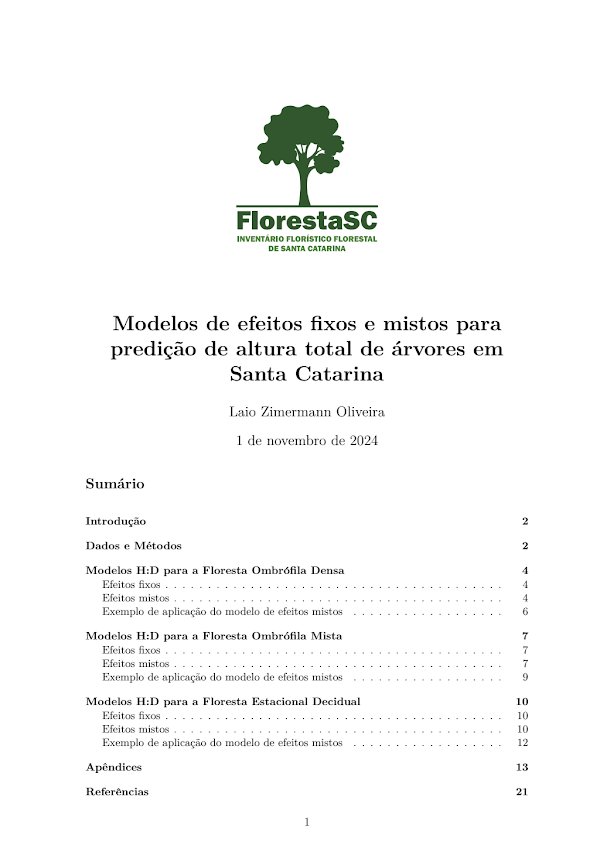 FlorestaSC
INVENTÁRIO FLORÍSTICO FLORESTAL
DE SANTA CATARINA
Modelos de efeitos fixos e mistos para
predição de altura total de árvores em
Santa Catarina
Laio Zimermann Oliveira
1 de novembro de 2024
Sumário
Introdução 2
Dados e Métodos 2
Modelos H:D para a Floresta Ombrófila Densa 4
Efeitos fixos . . . . . . . . . . . . . . . . . . . . . . . . . . . . . . . . . . . . . . . . 4
Efeitos mistos . . . . . . . . . . . . . . . . . . . . . . . . . . . . . . . . . . . . . . . 4
Exemplo de aplicação do modelo de efeitos mistos . . . . . . . . . . . . . . . . . . 6
Modelos H:D para a Floresta Ombrófila Mista 7
Efeitos fixos . . . . . . . . . . . . . . . . . . . . . . . . . . . . . . . . . . . . . . . . 7
Efeitos mistos . . . . . . . . . . . . . . . . . . . . . . . . . . . . . . . . . . . . . . . 7
Exemplo de aplicação do modelo de efeitos mistos . . . . . . . . . . . . . . . . . . 9
Modelos H:D para a Floresta Estacional Decidual 10
Efeitos fixos . . . . . . . . . . . . . . . . . . . . . . . . . . . . . . . . . . . . . . . . 10
Efeitos mistos . . . . . . . . . . . . . . . . . . . . . . . . . . . . . . . . . . . . . . . 10
Exemplo de aplicação do modelo de efeitos mistos . . . . . . . . . . . . . . . . . . 12
Apêndices 13
Referências 21
1